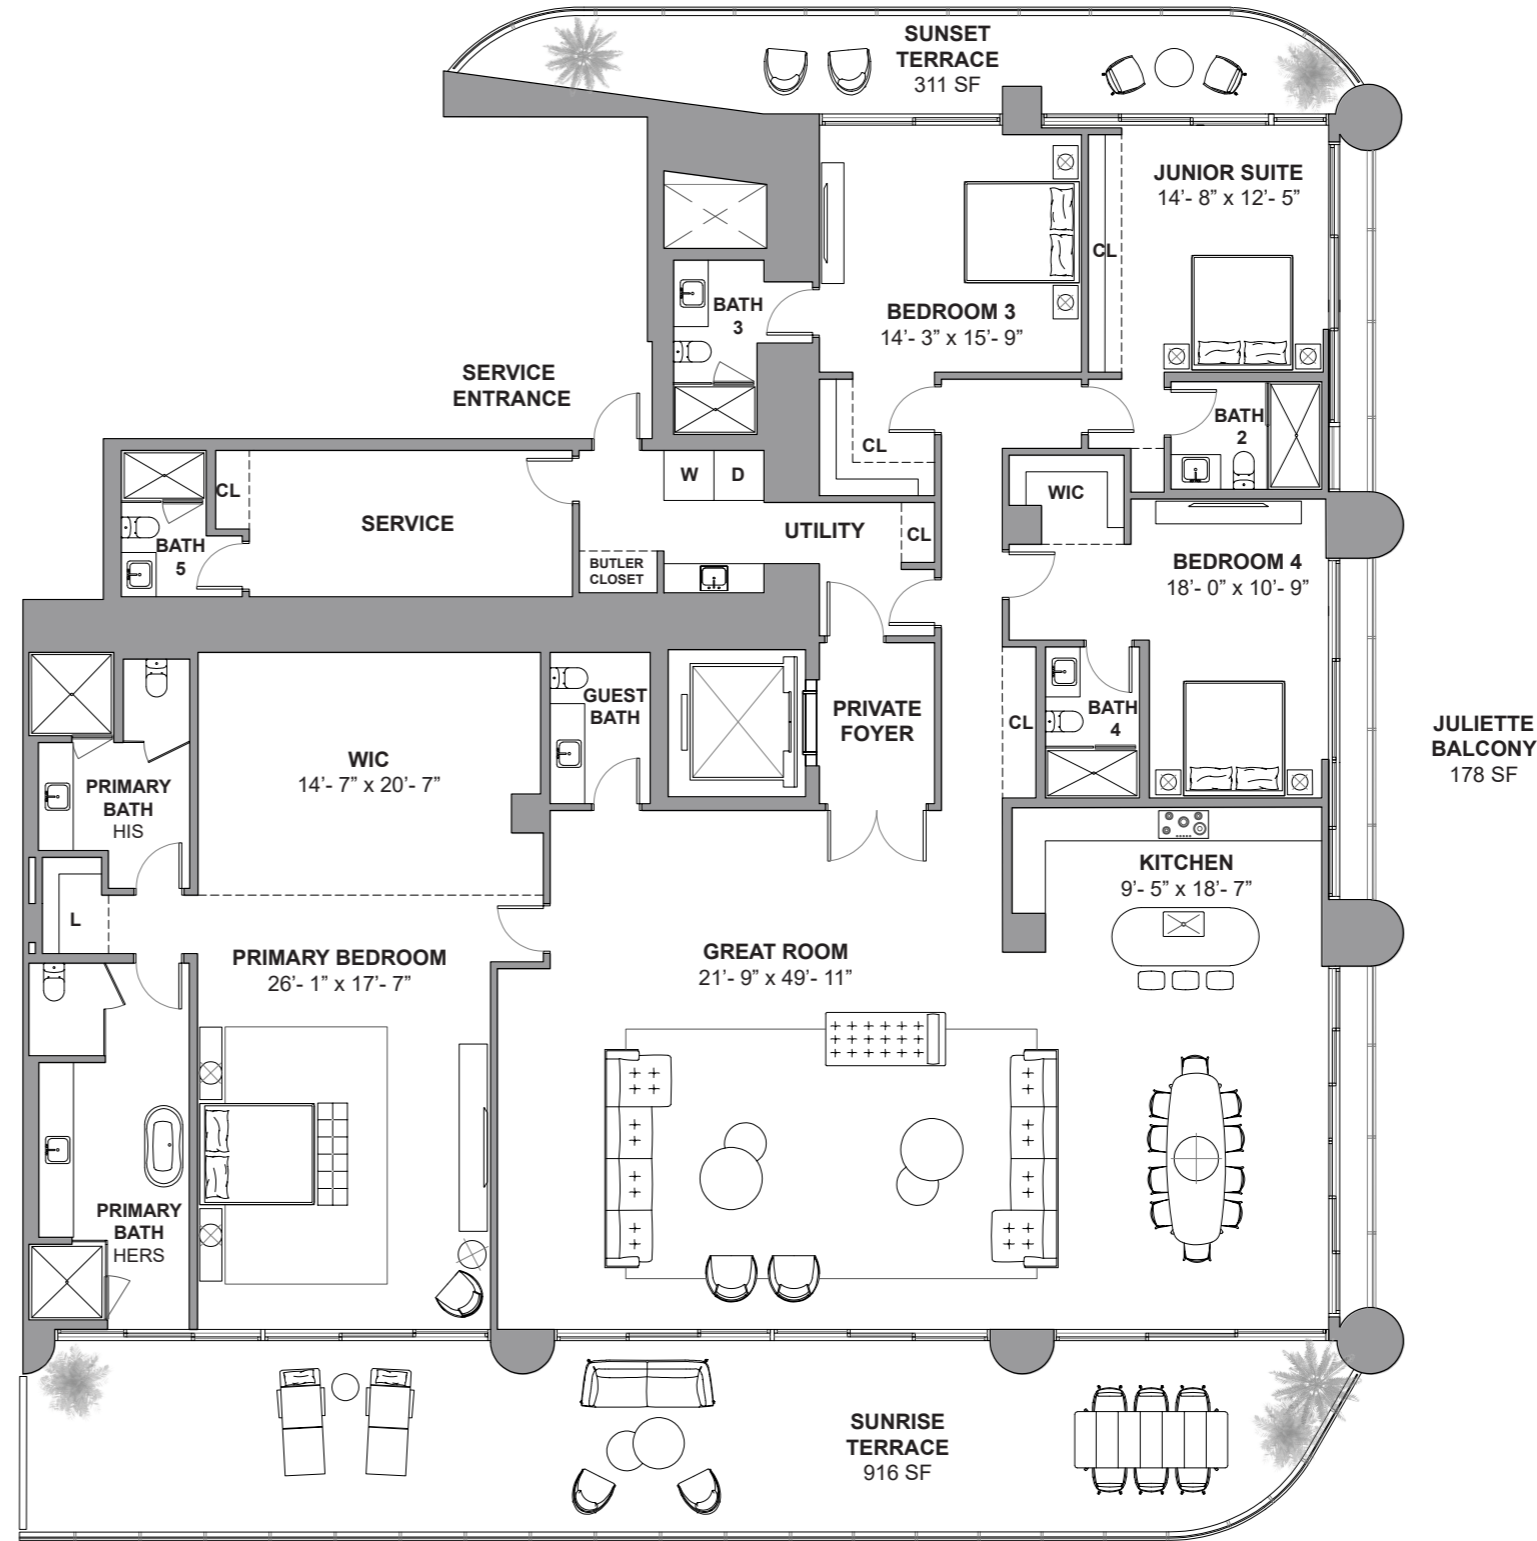 SUNSET
TERRACE
311 SF
JUNIOR SUITE
14’- 8” x 12’- 5”
CL
BEDROOM 3
14’- 3” x 15’- 9”
BATH
3
SERVICE
ENTRANCE
BATH
2
CL
W
D
CL
WIC
SERVICE
UTILITY
CL
BATH
5
BUTLER
CLOSET
BEDROOM 4
18’- 0” x 10’- 9”
GUEST
BATH
PRIVATE
FOYER
CL
BATH
4
JULIETTE
BALCONY
178 SF
WIC
14’- 7” x 20’- 7”
PRIMARY
BATH
HIS
KITCHEN
9’- 5” x 18’- 7”
L
PRIMARY BEDROOM
26’- 1” x 17’- 7”
GREAT ROOM
21’- 9” x 49’- 11”
PRIMARY
BATH
HERS
SUNRISE
TERRACE
916 SF